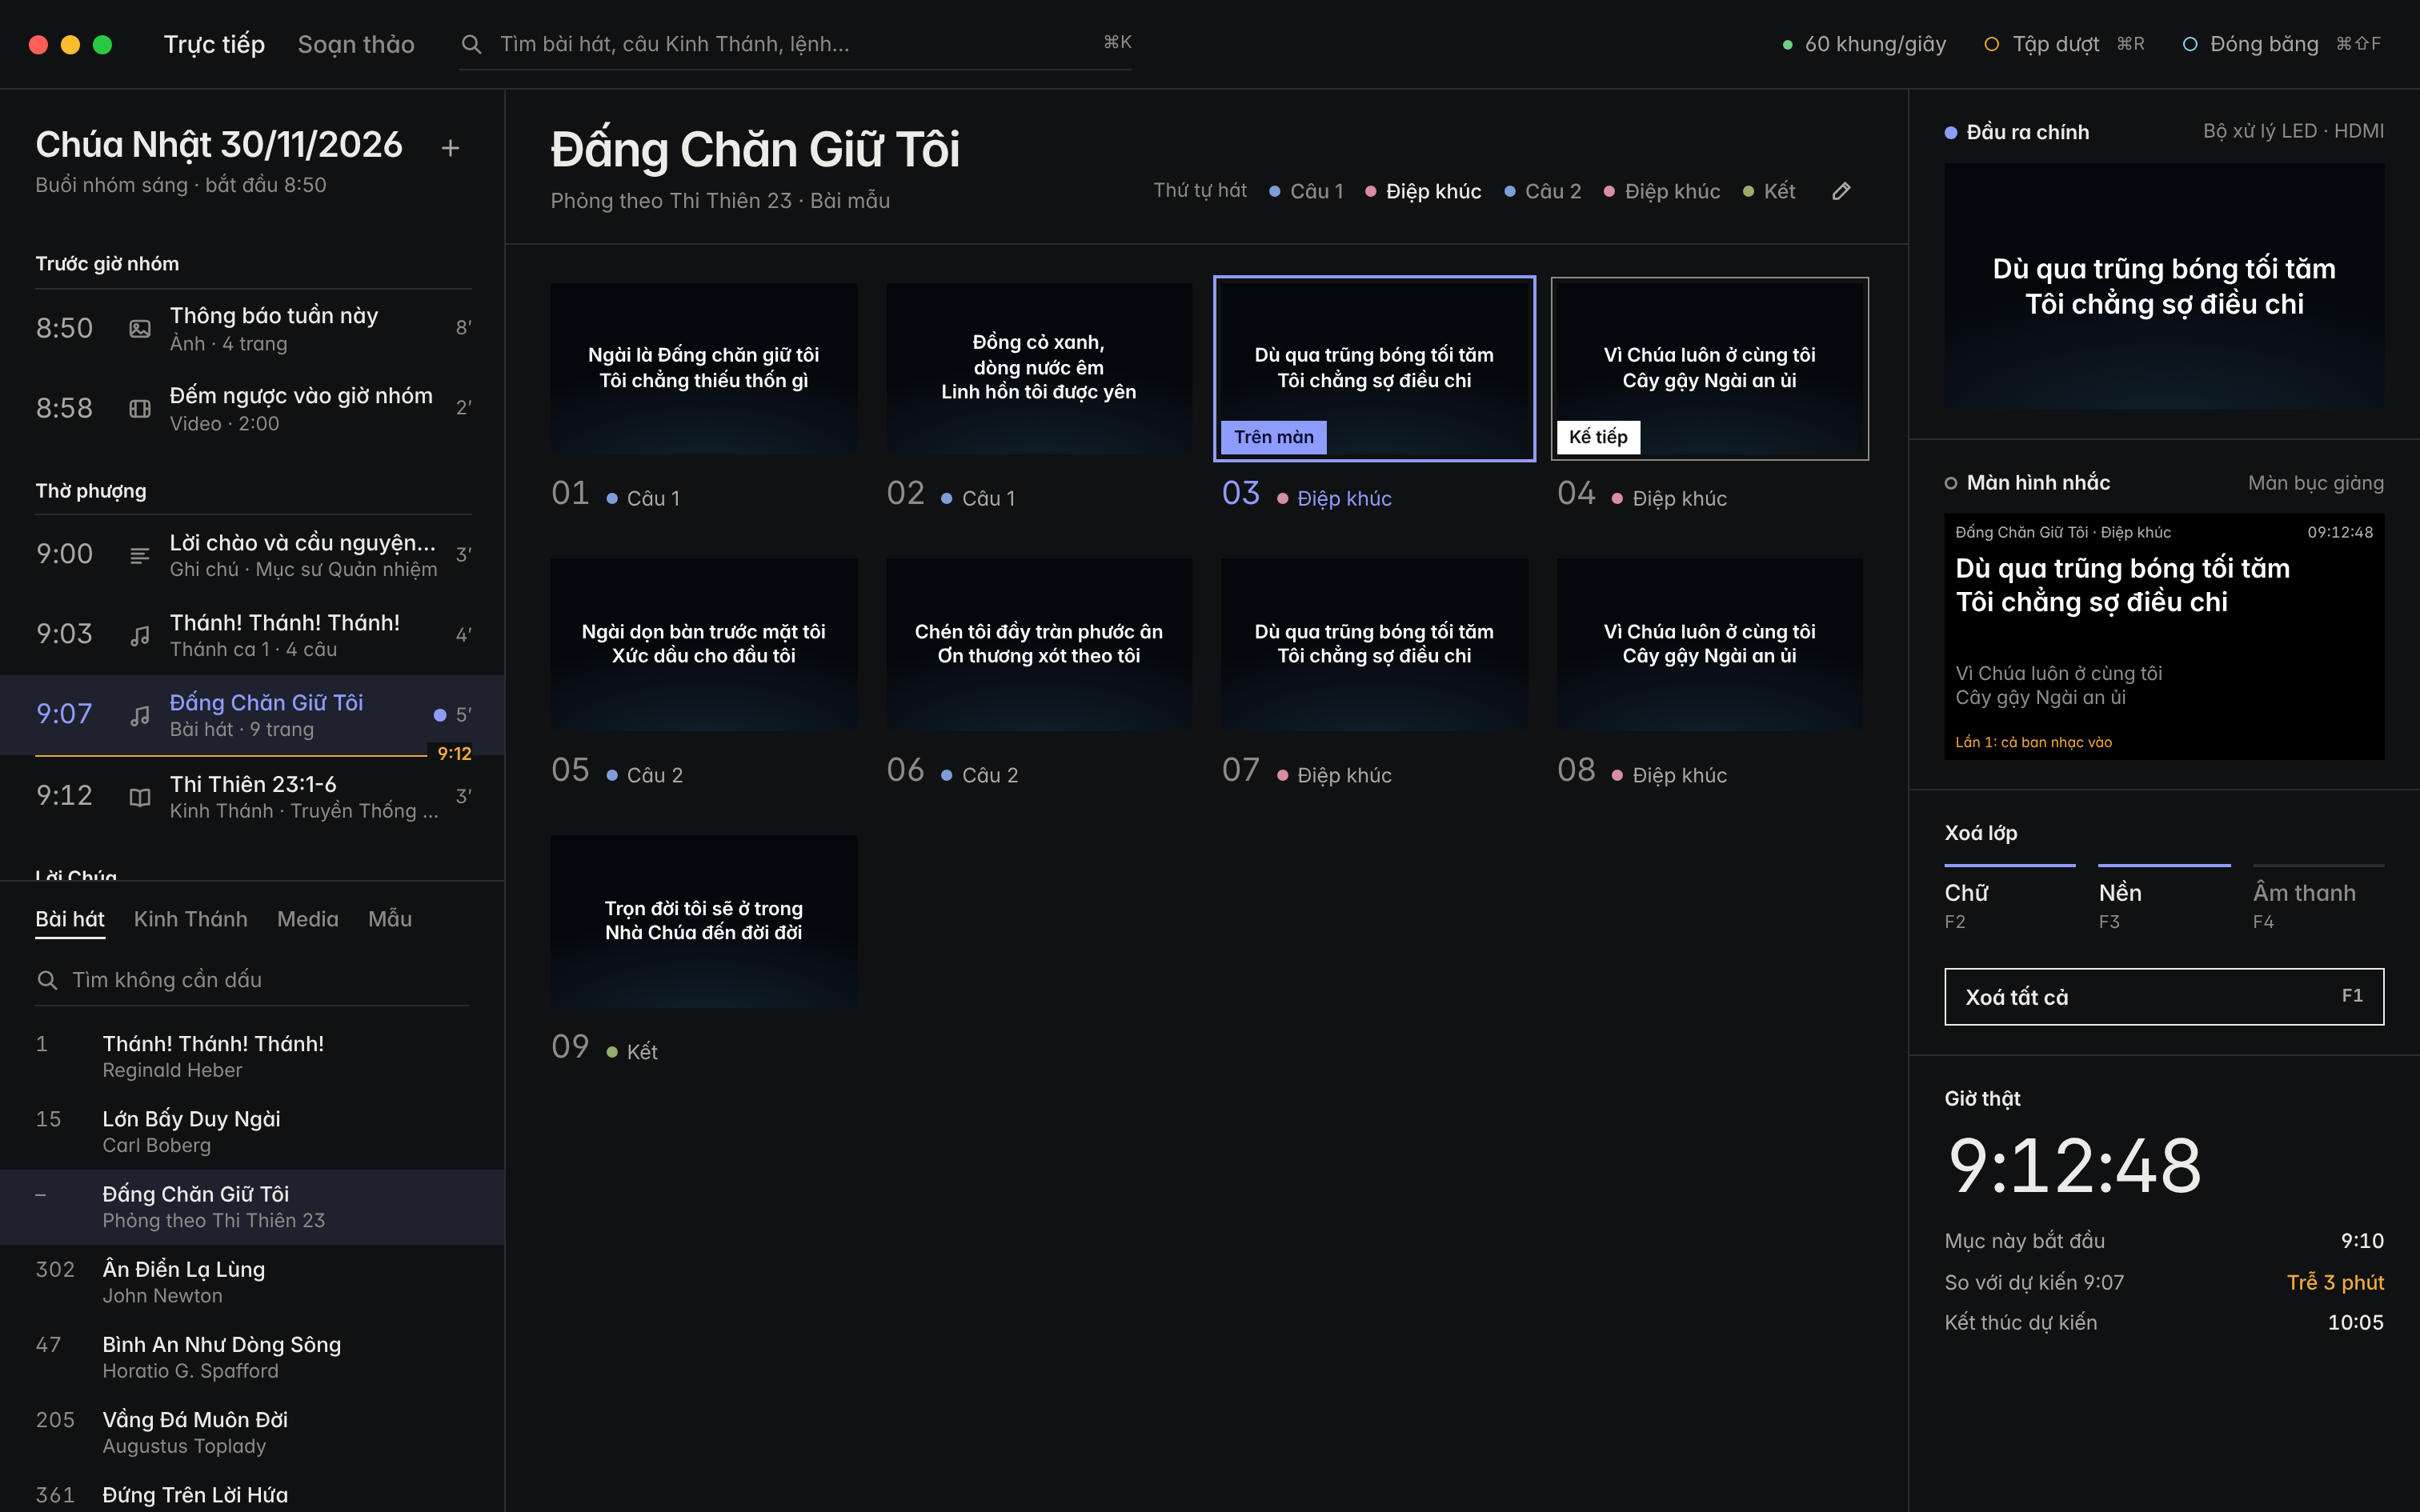 Trực tiếp
Soạn thảo
Tìm bài hát, câu Kinh Thánh, lệnh...
⌘K
60 khung/giây
Tập dượt ⌘R
Đóng băng ⌘⇧F
Chúa Nhật 30/11/2026
+
Buổi nhóm sáng · bắt đầu 8:50
Trước giờ nhóm
8:50
Thông báo tuần này
8′
Ảnh · 4 trang
8:58
Đếm ngược vào giờ nhóm
2′
Video · 2:00
Thờ phượng
9:00
Lời chào và cầu nguyện...
3′
Ghi chú · Mục sư Quản nhiệm
9:03
Thánh! Thánh! Thánh!
4′
Thánh ca 1 · 4 câu
9:07
Đấng Chăn Giữ Tôi
5′
Bài hát · 9 trang
9:12
9:12
Thi Thiên 23:1-6
3′
Kinh Thánh · Truyền Thống ...
Lời Chúa
Bài hát
Kinh Thánh
Media
Mẫu
Tìm không cần dấu
1
Thánh! Thánh! Thánh!
Reginald Heber
15
Lớn Bấy Duy Ngài
Carl Boberg
–
Đấng Chăn Giữ Tôi
Phỏng theo Thi Thiên 23
302
Ân Điển Lạ Lùng
John Newton
47
Bình An Như Dòng Sông
Horatio G. Spafford
205
Vầng Đá Muôn Đời
Augustus Toplady
361
Đứng Trên Lời Hứa
Đấng Chăn Giữ Tôi
Phỏng theo Thi Thiên 23 · Bài mẫu
Thứ tự hát
Câu 1
Điệp khúc
Câu 2
Điệp khúc
Kết
Ngài là Đấng chăn giữ tôi
Tôi chẳng thiếu thốn gì
01 Câu 1
Đồng cỏ xanh,
dòng nước êm
Linh hồn tôi được yên
02 Câu 1
Dù qua trũng bóng tối tăm
Tôi chẳng sợ điều chi
Trên màn
03 Điệp khúc
Vì Chúa luôn ở cùng tôi
Cây gậy Ngài an ủi
Kế tiếp
04 Điệp khúc
Ngài dọn bàn trước mặt tôi
Xức dầu cho đầu tôi
05 Câu 2
Chén tôi đầy tràn phước ân
Ơn thương xót theo tôi
06 Câu 2
Dù qua trũng bóng tối tăm
Tôi chẳng sợ điều chi
07 Điệp khúc
Vì Chúa luôn ở cùng tôi
Cây gậy Ngài an ủi
08 Điệp khúc
Trọn đời tôi sẽ ở trong
Nhà Chúa đến đời đời
09 Kết
Đầu ra chính
Bộ xử lý LED · HDMI
Dù qua trũng bóng tối tăm
Tôi chẳng sợ điều chi
Màn hình nhắc
Màn bục giảng
Đấng Chăn Giữ Tôi · Điệp khúc
09:12:48
Dù qua trũng bóng tối tăm
Tôi chẳng sợ điều chi
Vì Chúa luôn ở cùng tôi
Cây gậy Ngài an ủi
Lần 1: cả ban nhạc vào
Xoá lớp
Chữ
F2
Nền
F3
Âm thanh
F4
Xoá tất cả
F1
Giờ thật
9:12:48
Mục này bắt đầu
9:10
So với dự kiến 9:07
Trễ 3 phút
Kết thúc dự kiến
10:05